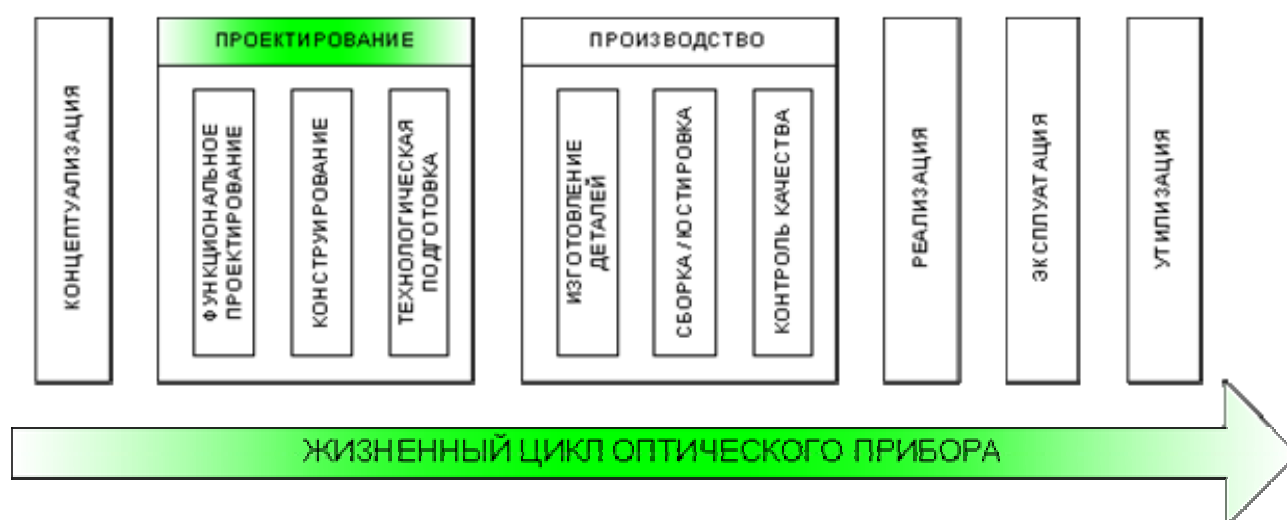 КОНЦЕПТУАЛИЗАЦИЯ
ПРОЕКТИРОВАНИЕ
ФУНКЦИОНАЛЬНОЕ
ПРОЕКТИРОВАНИЕ
КОНСТРУИРОВАНИЕ
ТЕХНОЛОГИЧЕСКАЯ
ПОДГОТОВКА
ПРОИЗВОДСТВО
ИЗГОТОВЛЕНИЕ
ДЕТАЛЕЙ
СБОРКА / ЮСТИРОВКА
КОНТРОЛЬ КАЧЕСТВА
РЕАЛИЗАЦИЯ
ЭКСПЛУАТАЦИЯ
УТИЛИЗАЦИЯ
ЖИЗНЕННЫЙ ЦИКЛ ОПТИЧЕСКОГО ПРИБОРА